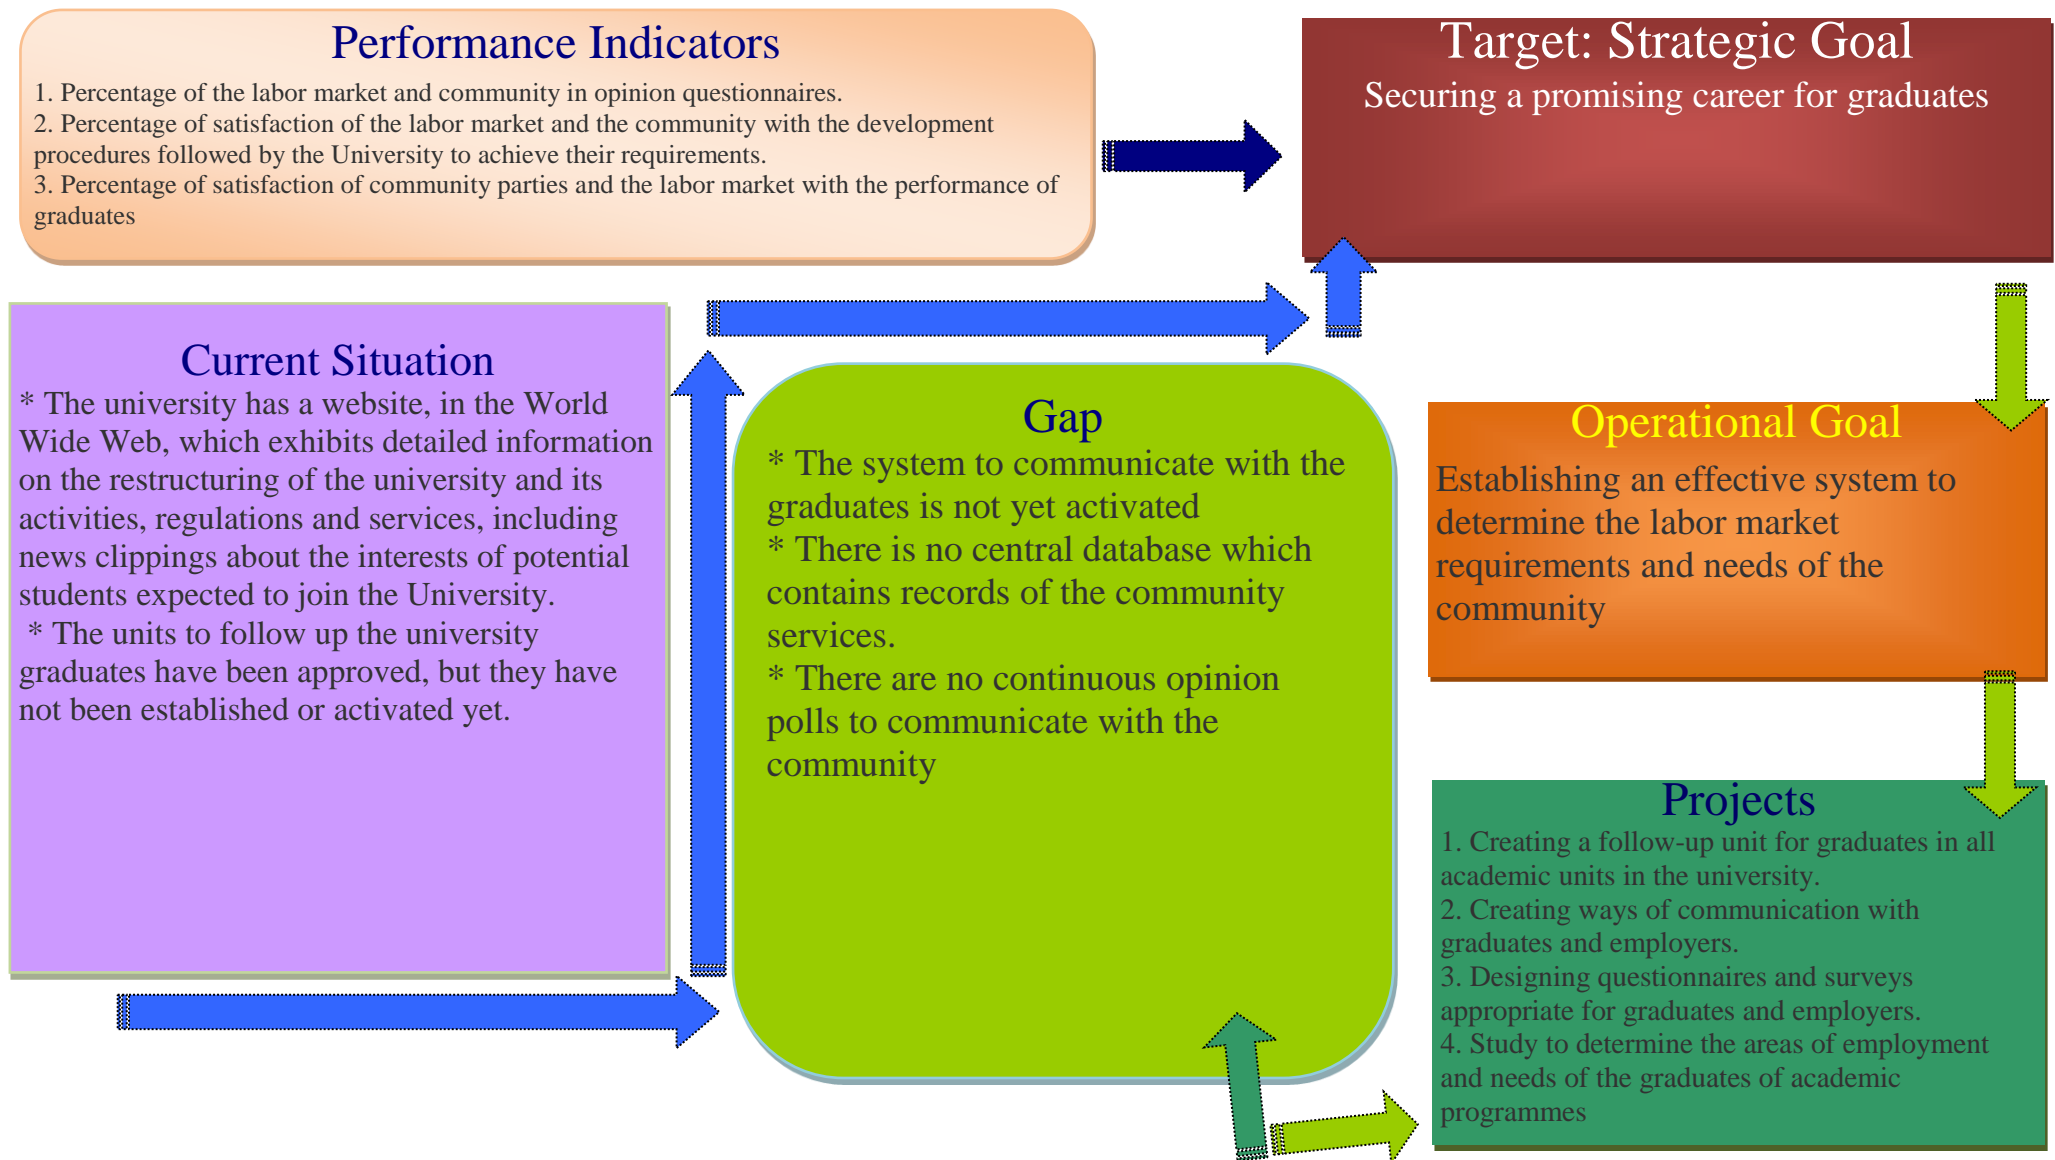 Performance Indicators
1. Percentage of the labor market and community in opinion questionnaires.
2. Percentage of satisfaction of the labor market and the community with the development
procedures followed by the University to achieve their requirements.
3. Percentage of satisfaction of community parties and the labor market with the performance of
graduates
Target: Strategic Goal
Securing a promising career for graduates
Current Situation
* The university has a website, in the World
Wide Web, which exhibits detailed information
on the restructuring of the university and its
activities, regulations and services, including
news clippings about the interests of potential
students expected to join the University.
* The units to follow up the university
graduates have been approved, but they have
not been established or activated yet.
Gap
* The system to communicate with the
graduates is not yet activated
* There is no central database which
contains records of the community
services.
* There are no continuous opinion
polls to communicate with the
community
Operational Goal
Establishing an effective system to
determine the labor market
requirements and needs of the
community
Projects
1. Creating a follow-up unit for graduates in all
academic units in the university.
2. Creating ways of communication with
graduates and employers.
3. Designing questionnaires and surveys
appropriate for graduates and employers.
4. Study to determine the areas of employment
and needs of the graduates of academic
programmes